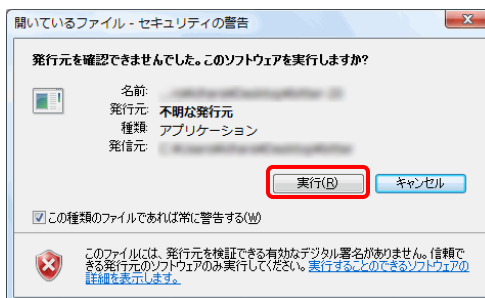 開いているファイル - セキュリティの警告
発行元を確認できませんでした。このソフトウェアを実行しますか?
名前:
発行元: 不明な発行元
種類: アプリケーション
発信元:
実行(R) キャンセル
この種類のファイルであれば常に警告する(W)
このファイルには、発行元を検証できる有効なデジタル署名がありません。信頼で
きる発行元のソフトウェアのみ実行してください。実行することのできるソフトウェアの
詳細を表示します。